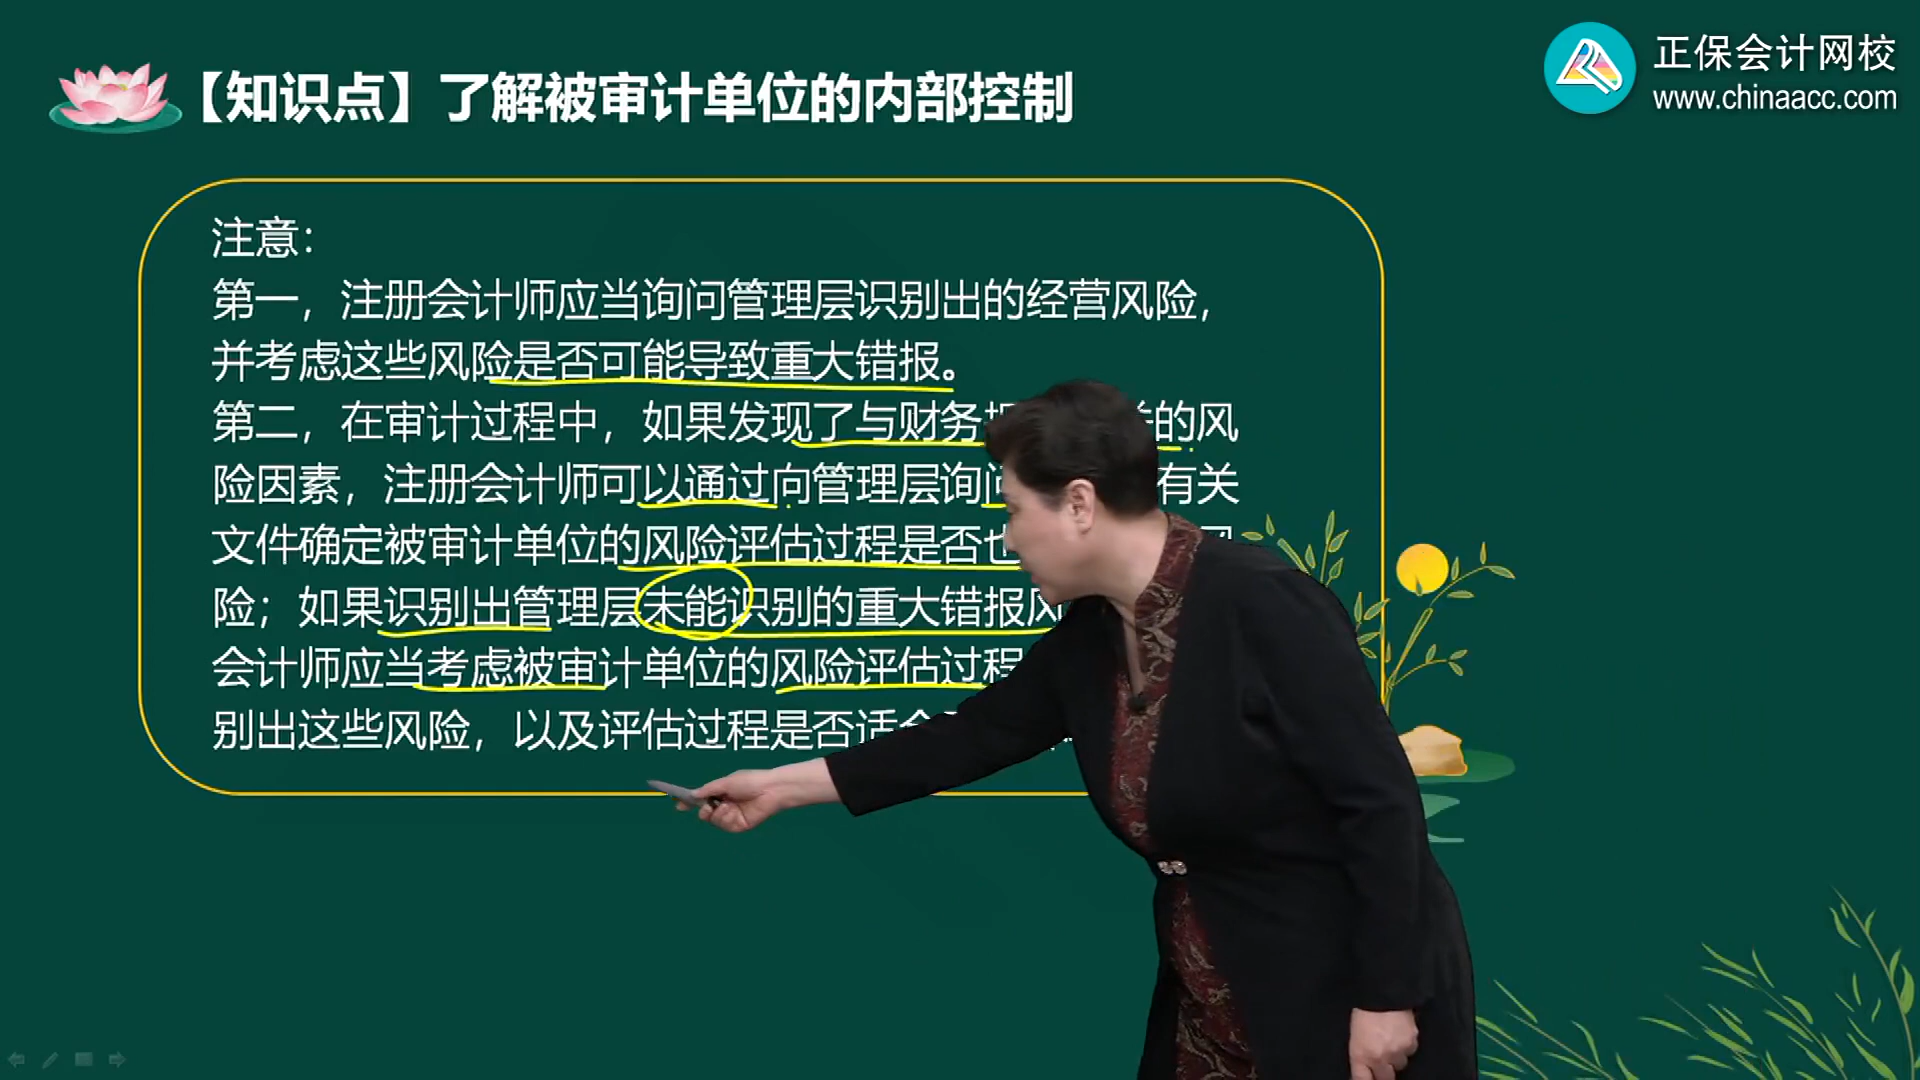 【知识点】了解被审计单位的内部控制
正保会计网校
www.chinaacc.com
注意：
第一，注册会计师应当询问管理层识别出的经营风险，
并考虑这些风险是否可能导致重大错报。
第二，在审计过程中，如果发现了与财务 的风
险因素，注册会计师可以通过向管理层询问 有关
文件确定被审计单位的风险评估过程是否也
险；如果识别出管理层未能识别的重大错报风
会计师应当考虑被审计单位的风险评估过程
别出这些风险，以及评估过程是否适合